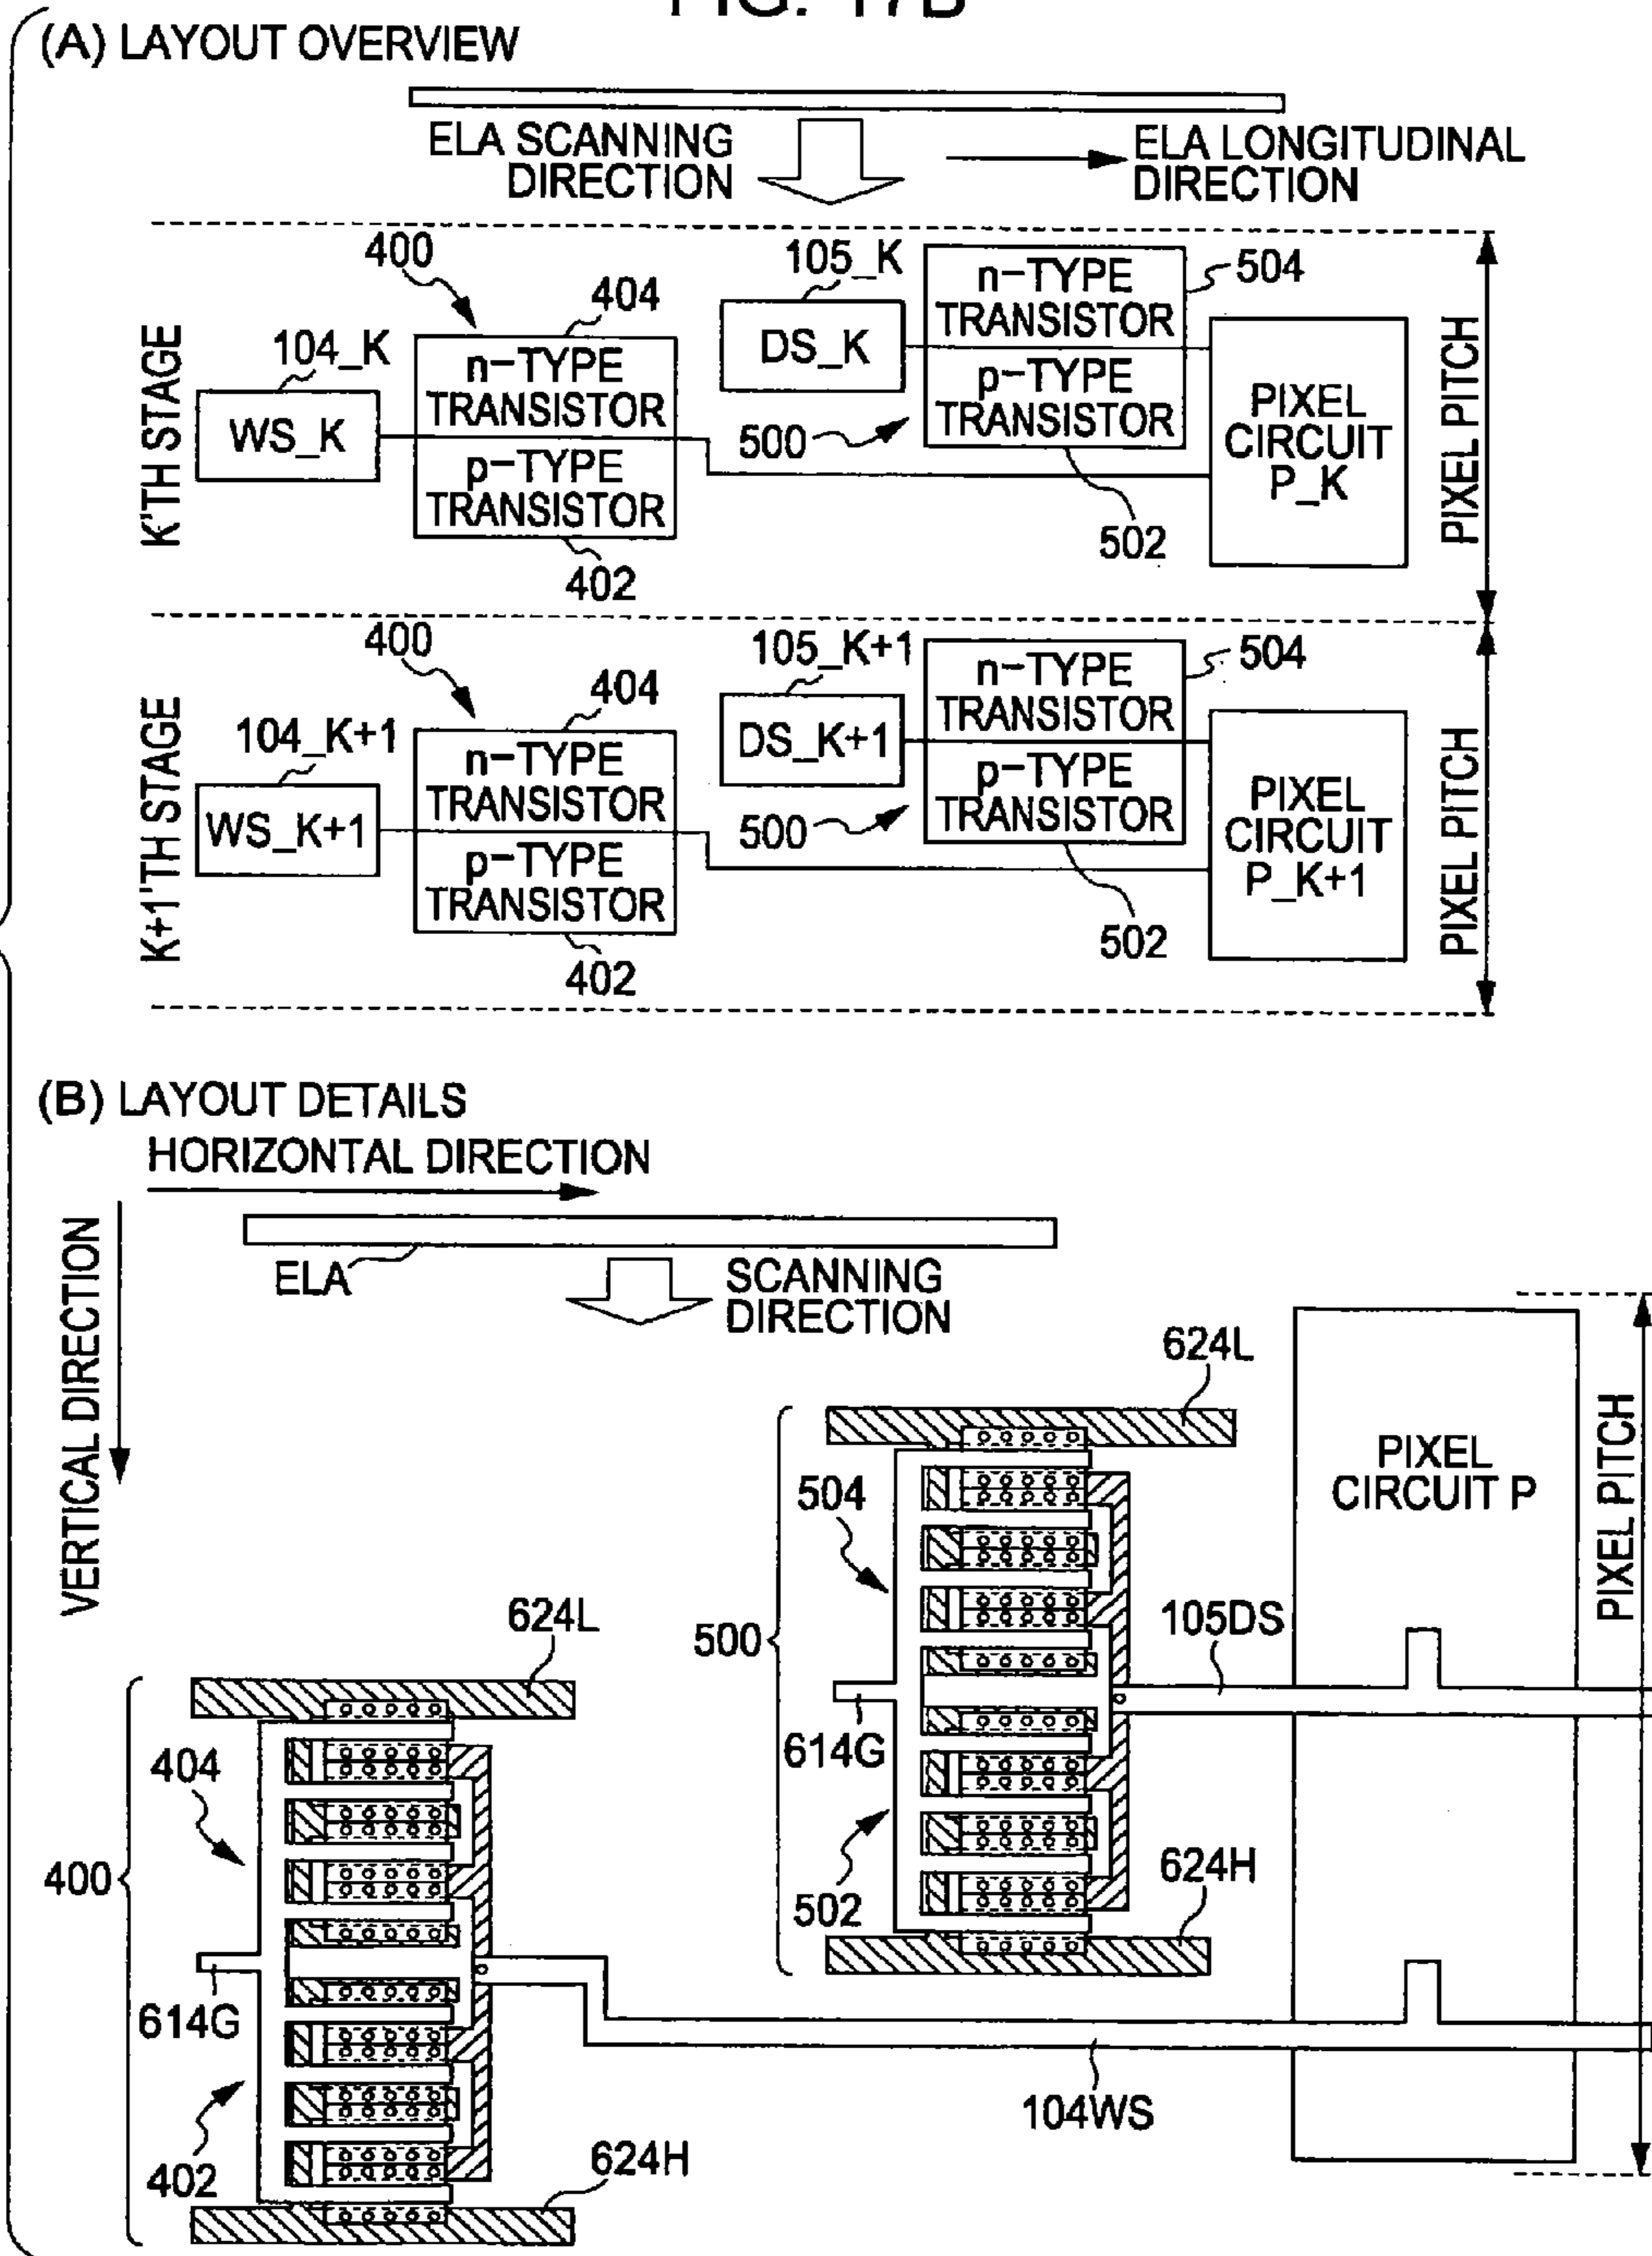 FIG. 17B
(A) LAYOUT OVERVIEW
ELA SCANNING
DIRECTION
ELA LONGITUDINAL
DIRECTION
K'TH STAGE
400
404
104_K
WS_K
n-TYPE
TRANSISTOR
p-TYPE
TRANSISTOR
402
105_K
DS_K
500
n-TYPE
TRANSISTOR
p-TYPE
TRANSISTOR
504
502
PIXEL
CIRCUIT
P_K
PIXEL PITCH
K+1'TH STAGE
400
404
104_K+1
WS_K+1
n-TYPE
TRANSISTOR
p-TYPE
TRANSISTOR
402
105_K+1
DS_K+1
500
n-TYPE
TRANSISTOR
p-TYPE
TRANSISTOR
504
502
PIXEL
CIRCUIT
P_K+1
PIXEL PITCH
(B) LAYOUT DETAILS
HORIZONTAL DIRECTION
VERTICAL DIRECTION
ELA
SCANNING
DIRECTION
624L
504
500
614G
502
624H
105DS
PIXEL
CIRCUIT P
PIXEL PITCH
624L
404
400
614G
402
624H
104WS